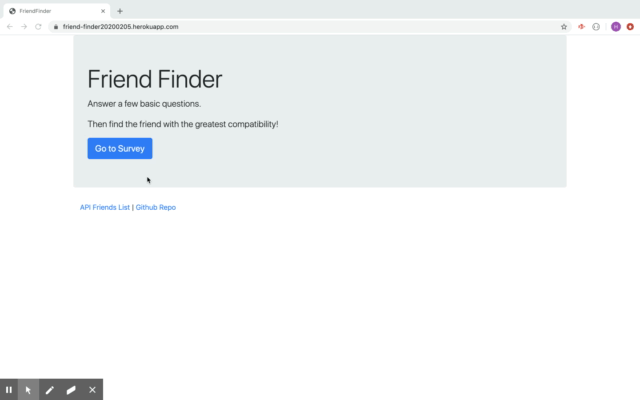 FriendFinder
friend-finder20200205.herokuapp.com
Friend Finder
Answer a few basic questions.
Then find the friend with the greatest compatibility!
Go to Survey
API Friends List | Github Repo